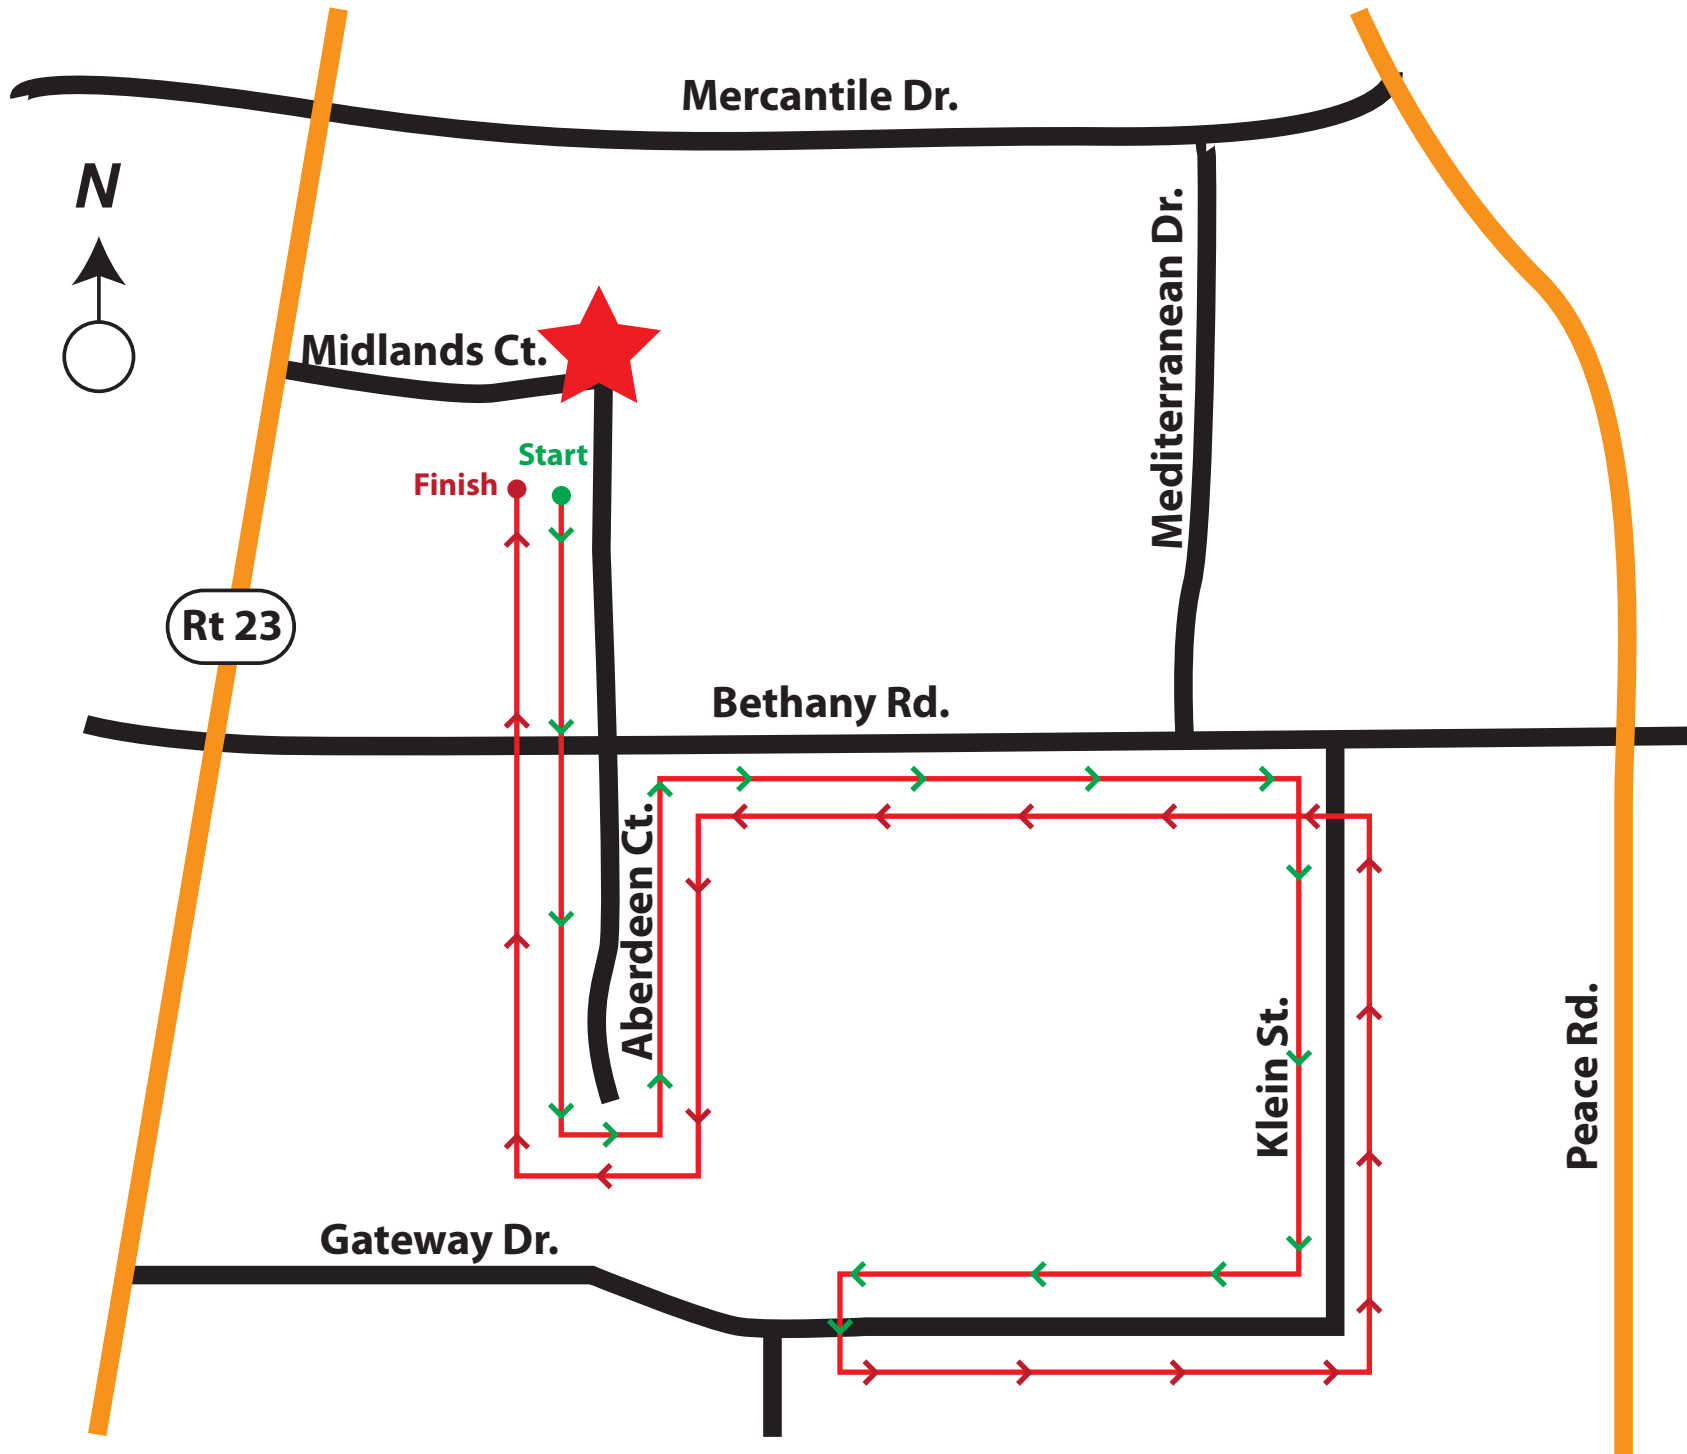 Mercantile Dr.
N
Mediterranean Dr.
Midlands Ct.
Start
Finish
Rt 23
Bethany Rd.
Aberdeen Ct.
Klein St.
Peace Rd.
Gateway Dr.